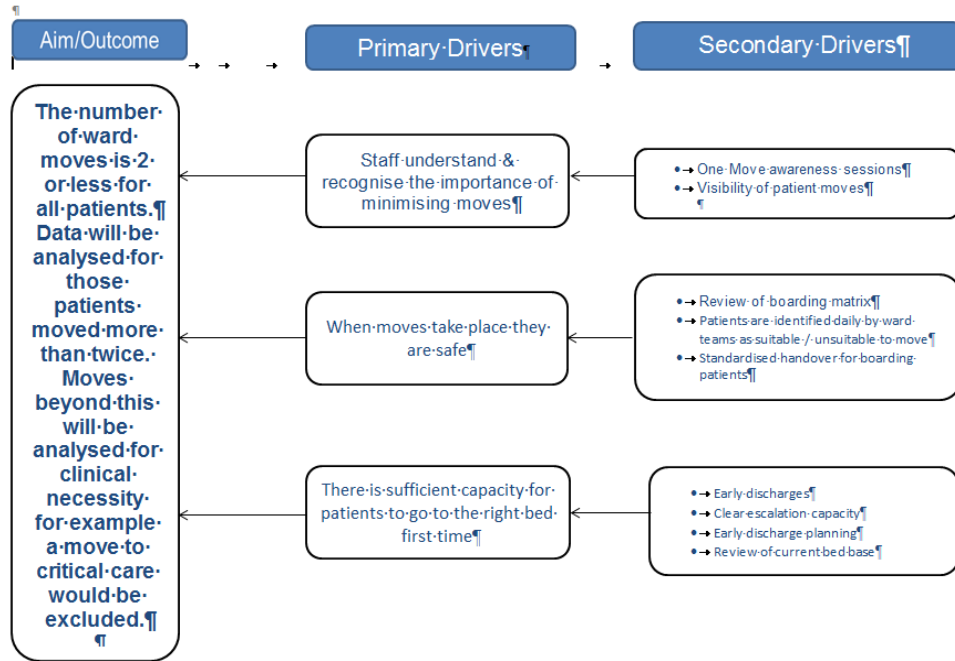 Aim/Outcome
Primary Drivers
Secondary Drivers
The number
of ward
moves is 2
or less for
all patients.
Data will be
analysed for
those
patients
moved more
than twice.
Moves
beyond this
will be
analysed for
clinical
necessity
for example
a move to
critical care
would be
excluded.
Staff understand &
recognise the importance of
minimising moves
• One Move awareness sessions
• Visibility of patient moves
When moves take place they
are safe
• Review of boarding matrix
• Patients are identified daily by ward
teams as suitable / unsuitable to move
• Standardised handover for boarding
patients
There is sufficient capacity for
patients to go to the right bed
first time
• Early discharges
• Clear escalation capacity
• Early discharge planning
• Review of current bed base